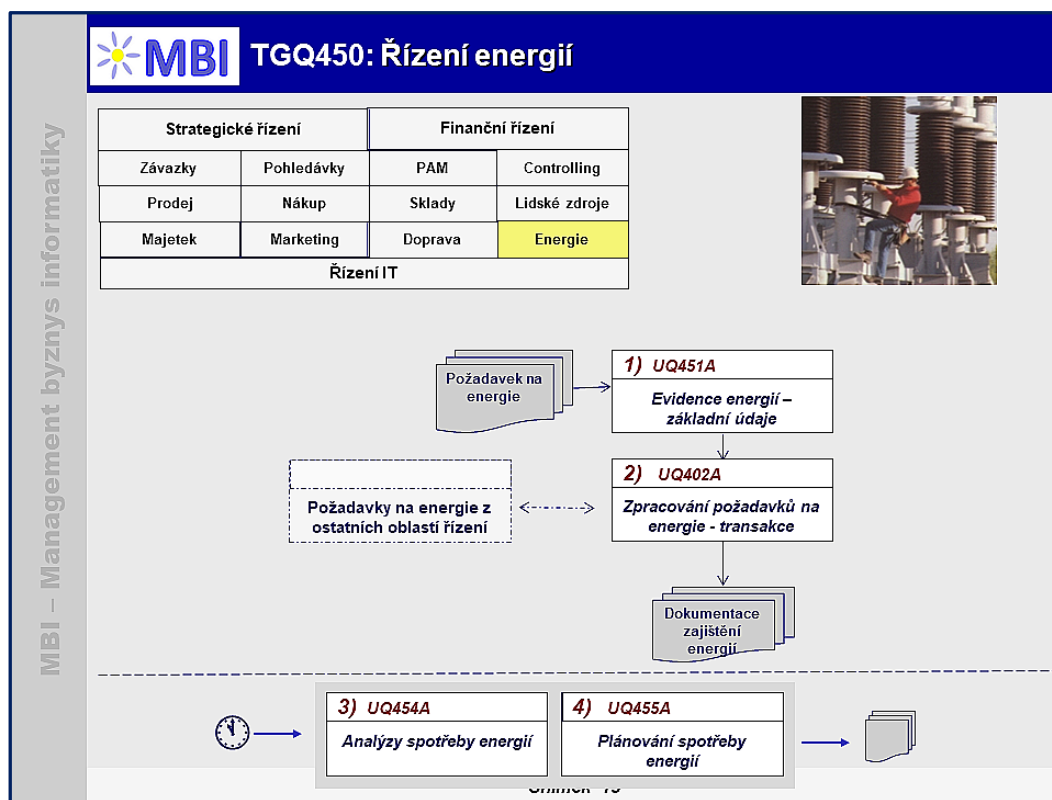 MBI TGQ450: Řízení energií
MBI – Management byznys informatiky
Strategické řízení Finanční řízení
Závazky Pohledávky PAM Controlling
Prodej Nákup Sklady Lidské zdroje
Majetek Marketing Doprava Energie
Řízení IT
Požadavek na
energie
1) UQ451A
Evidence energií –
základní údaje
2) UQ402A
Zpracování požadavků na
energie - transakce
Požadavky na energie z
ostatních oblastí řízení
Dokumentace
zajištění
energií
3) UQ454A
Analýzy spotřeby energií
4) UQ455A
Plánování spotřeby
energií